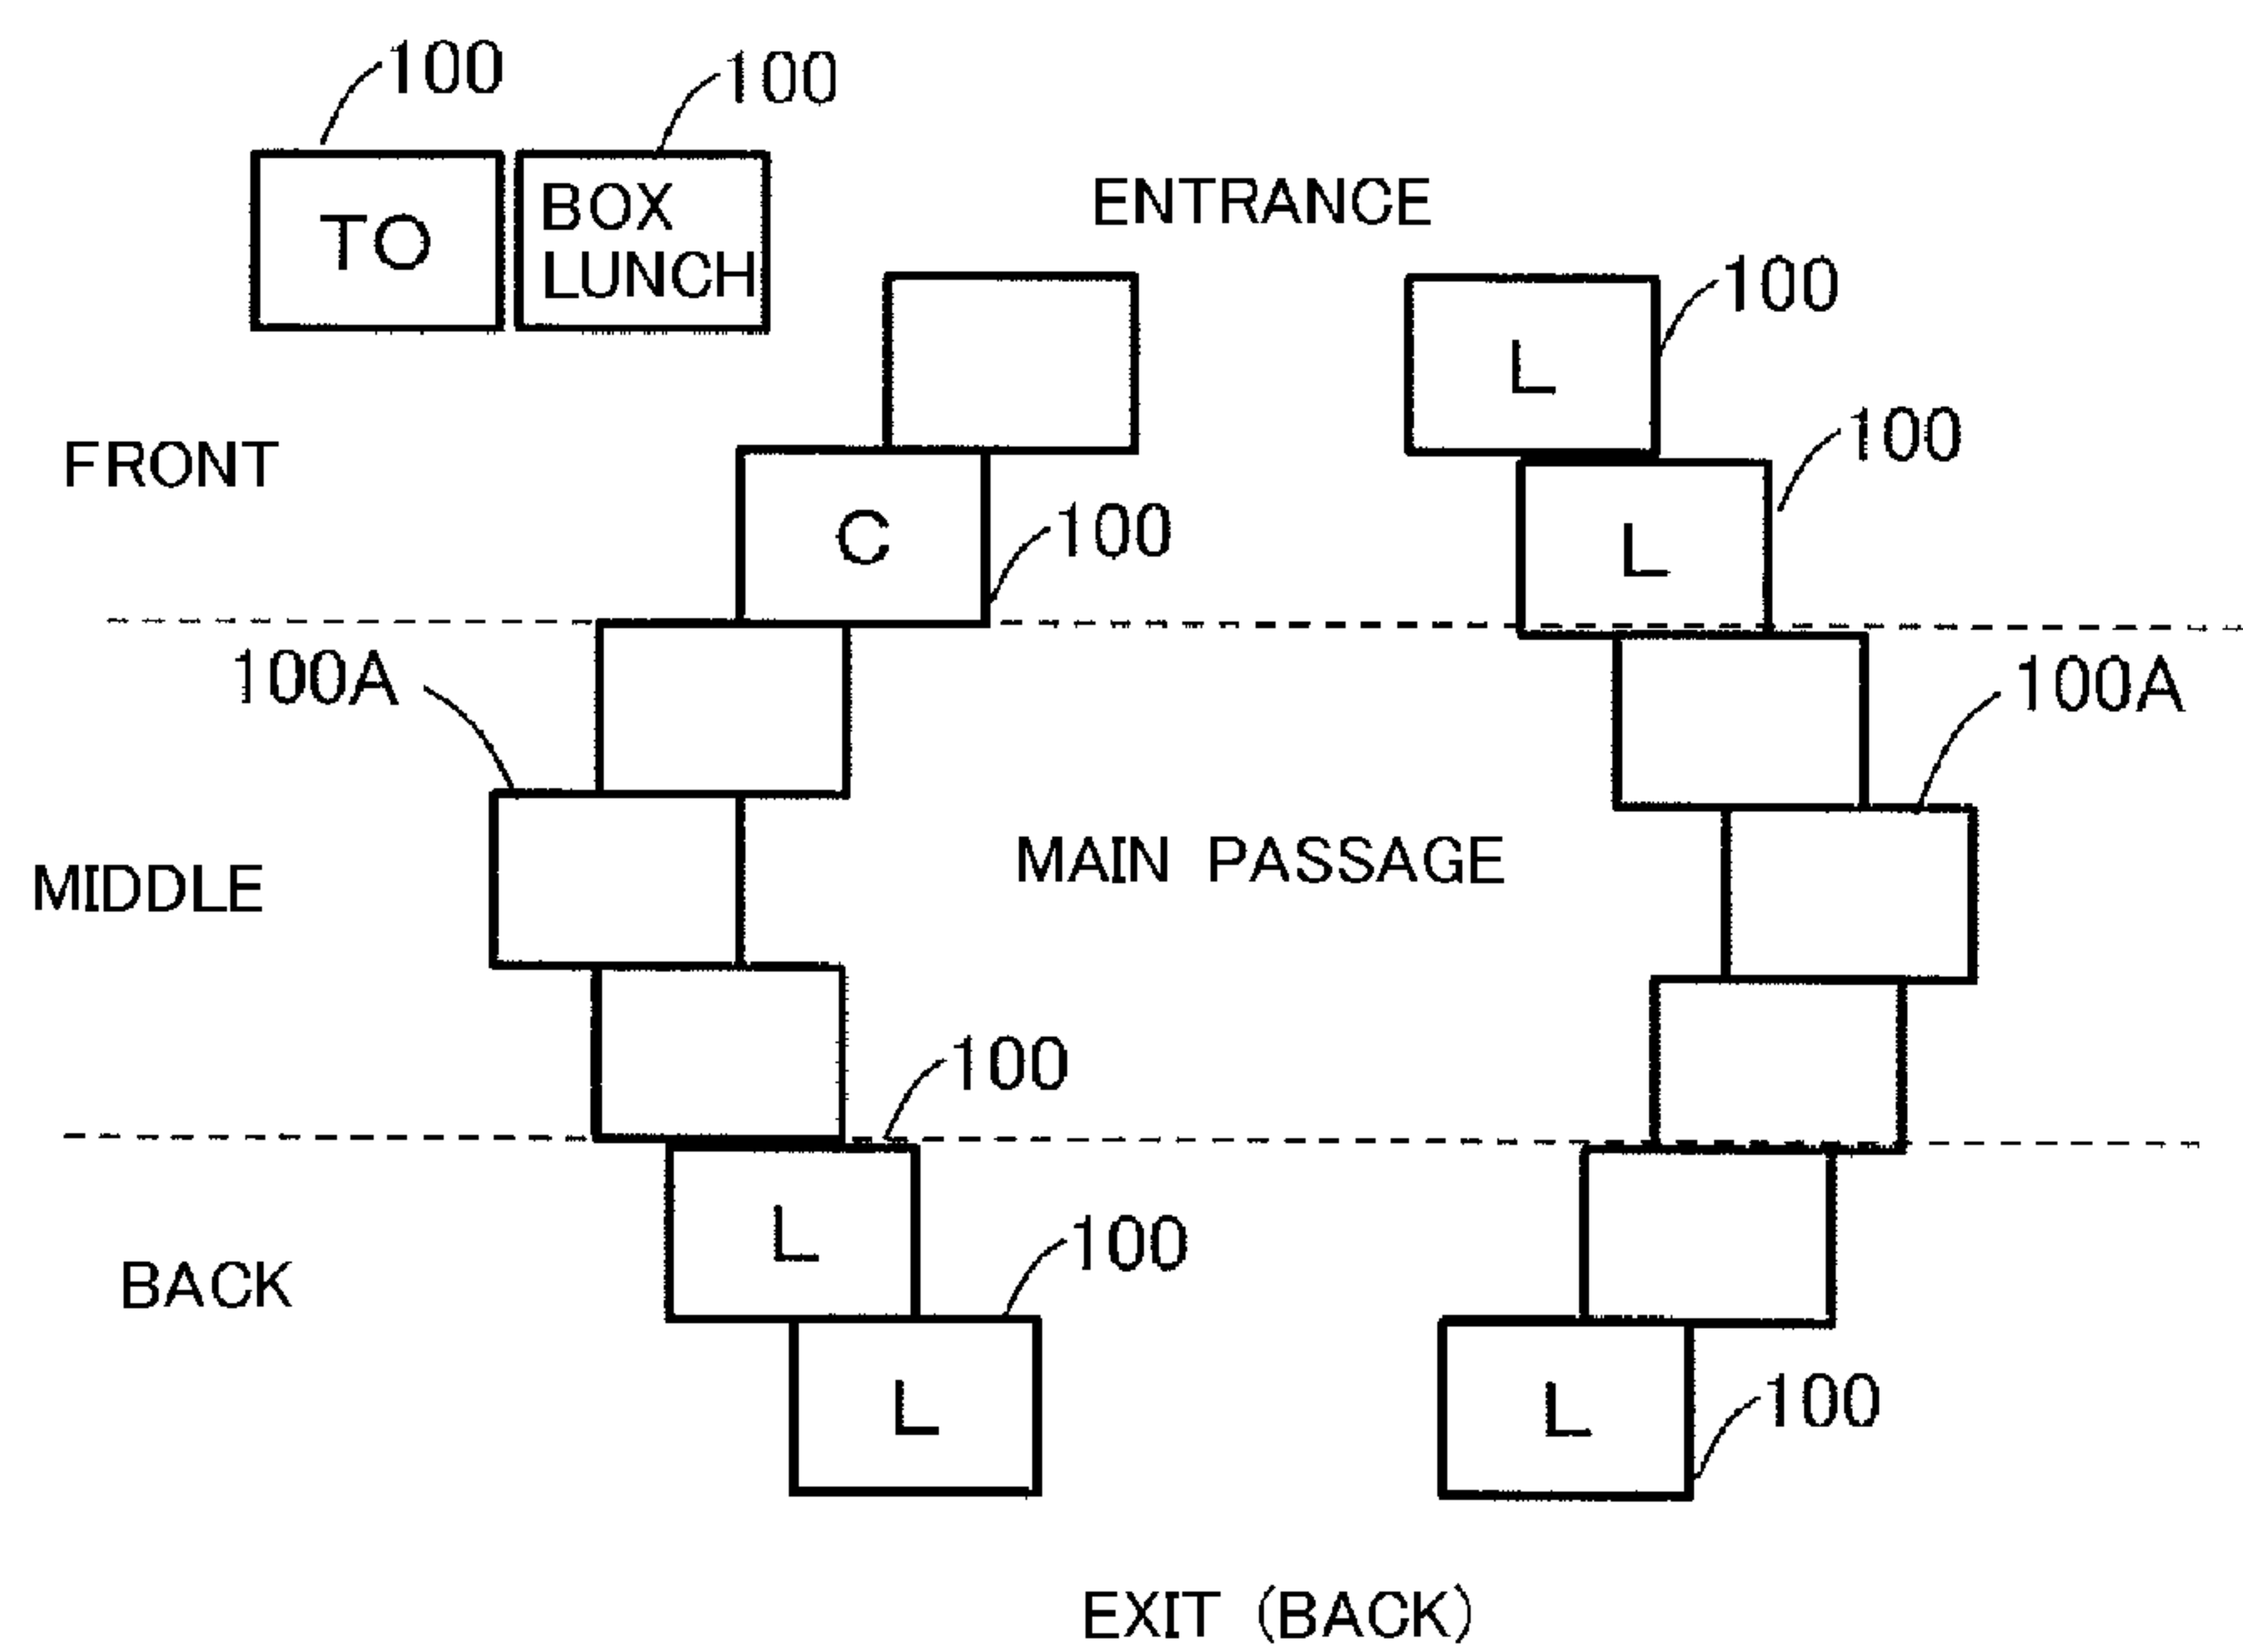 100
100
TO
BOX
LUNCH
ENTRANCE
L
100
FRONT
L
100
C
100
100A
100A
MIDDLE
MAIN PASSAGE
100
L
BACK
100
L
L
100
EXIT (BACK)